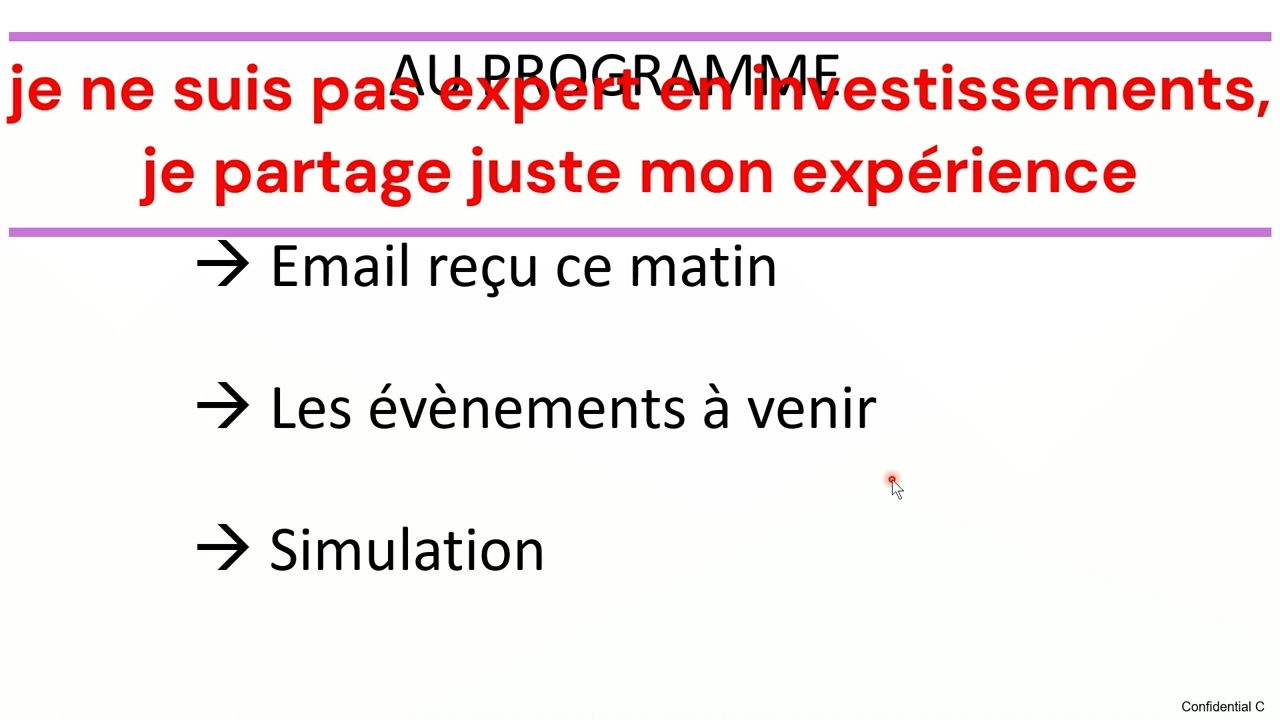 AU PROGRAMME
je ne suis pas expert en investissements,
je partage juste mon expérience
→ Email reçu ce matin
→ Les évènements à venir
→ Simulation
Confidential C